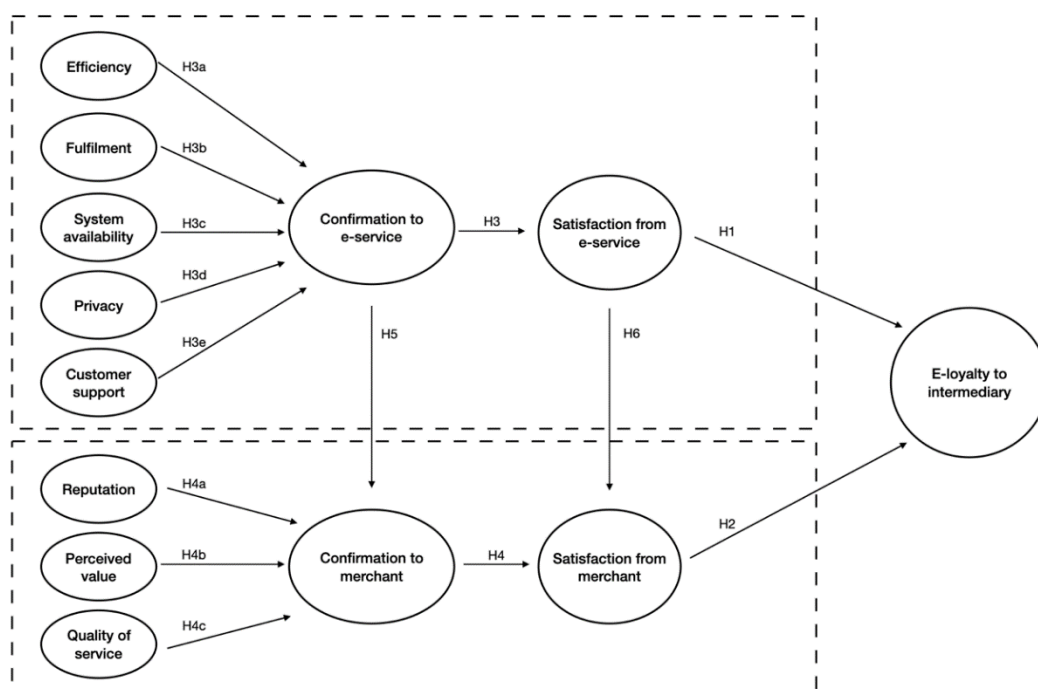 Efficiency
H3a
Fulfilment
H3b
System
availability
H3c
Privacy
H3d
Customer
support
H3e
Confirmation to
e-service
H3
Satisfaction from
e-service
H1
H5
H6
E-loyalty to
intermediary
Reputation
H4a
Perceived
value
H4b
Quality of
service
H4c
Confirmation to
merchant
H4
Satisfaction from
merchant
H2